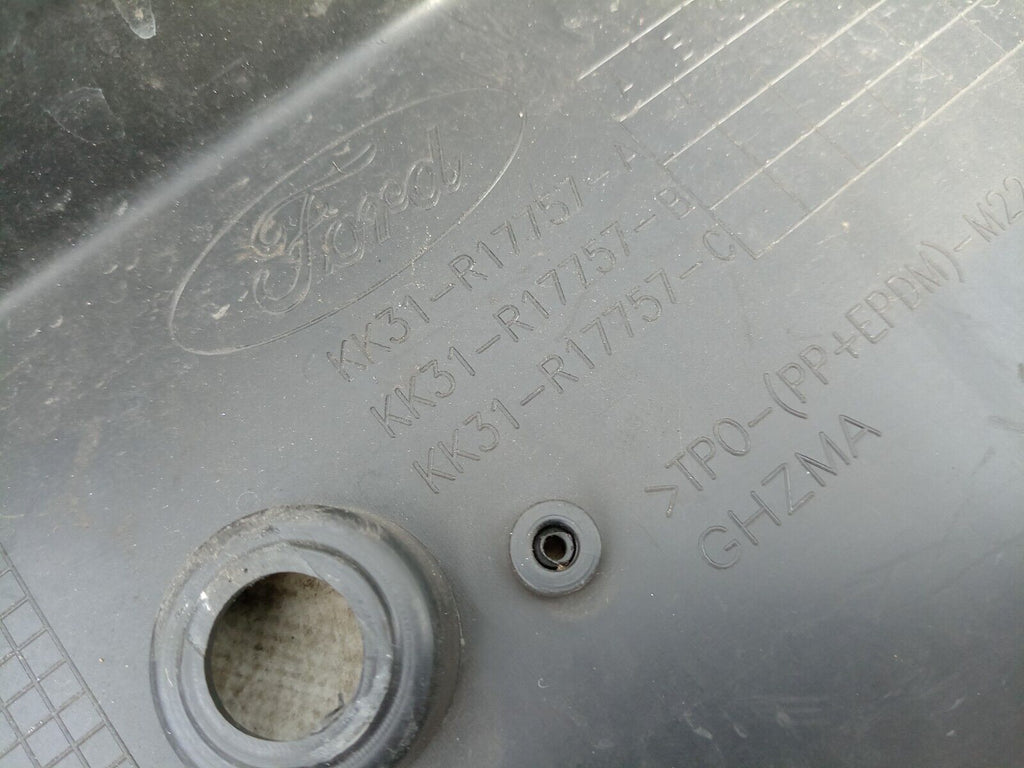 Ford
KK31-R17757-A
KK31-R17757-B
KK31-R17757-C
>TPO-(PP+EPDM)-M22
GHZMA